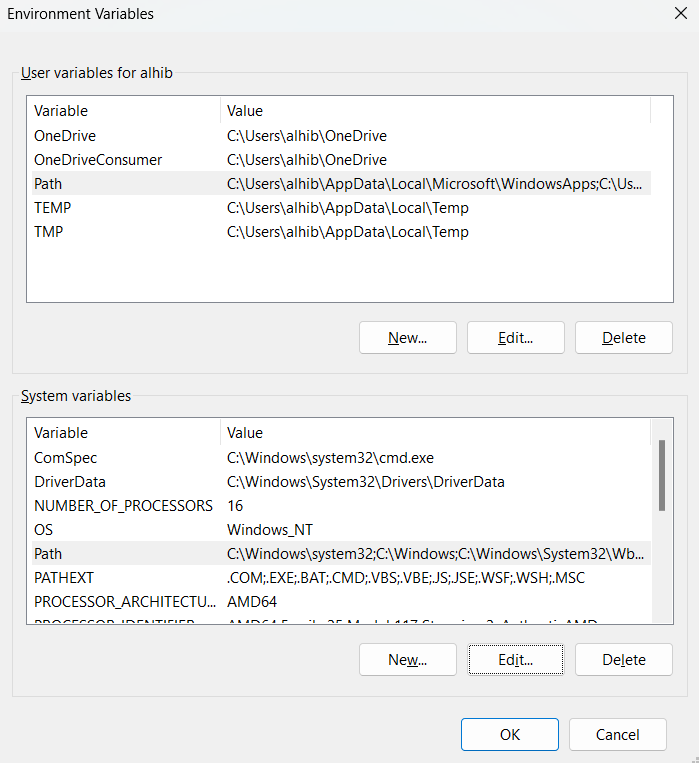 Environment Variables
User variables for alhib
Variable Value
OneDrive C:\Users\alhib\OneDrive
OneDriveConsumer C:\Users\alhib\OneDrive
Path C:\Users\alhib\AppData\Local\Microsoft\WindowsApps;C:\Us...
TEMP C:\Users\alhib\AppData\Local\Temp
TMP C:\Users\alhib\AppData\Local\Temp
New... Edit... Delete
System variables
Variable Value
ComSpec C:\Windows\system32\cmd.exe
DriverData C:\Windows\System32\Drivers\DriverData
NUMBER_OF_PROCESSORS 16
OS Windows_NT
Path C:\Windows\system32;C:\Windows;C:\Windows\System32\Wb...
PATHEXT .COM;.EXE;.BAT;.CMD;.VBS;.VBE;.JS;.JSE;.WSF;.WSH;.MSC
PROCESSOR_ARCHITECTU... AMD64
New... Edit... Delete
OK Cancel